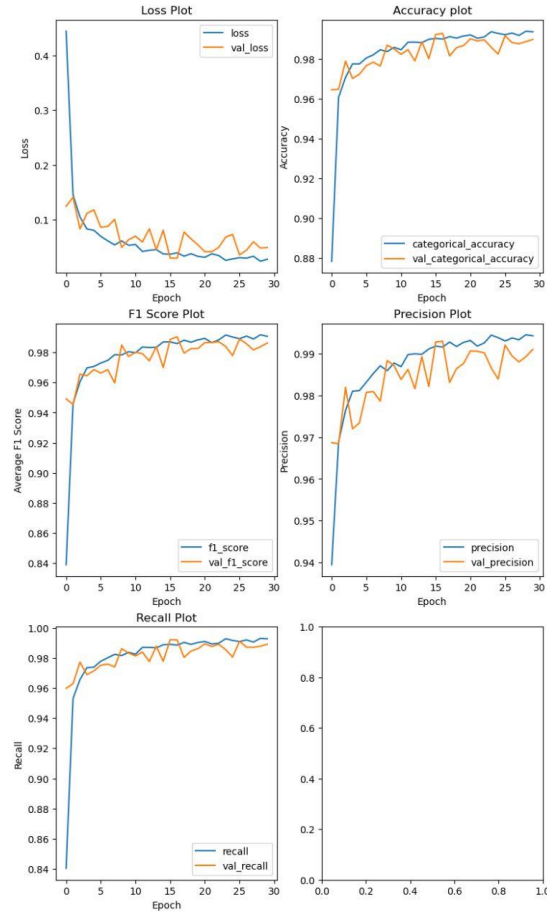 Loss Plot
loss
val_loss
0.4
0.3
0.2
0.1
Loss
0 5 10 15 20 25 30
Epoch
Accuracy plot
0.98
0.96
0.94
0.92
0.90
0.88
Accuracy
categorical_accuracy
val_categorical_accuracy
0 5 10 15 20 25 30
Epoch
F1 Score Plot
0.98
0.96
0.94
0.92
0.90
0.88
0.86
0.84
Average F1 Score
f1_score
val_f1_score
0 5 10 15 20 25 30
Epoch
Precision Plot
0.99
0.98
0.97
0.96
0.95
0.94
Precision
precision
val_precision
0 5 10 15 20 25 30
Epoch
Recall Plot
1.00
0.98
0.96
0.94
0.92
0.90
0.88
0.86
0.84
Recall
recall
val_recall
0 5 10 15 20 25 30
Epoch
1.0
0.8
0.6
0.4
0.2
0.0
0.0 0.2 0.4 0.6 0.8 1.0